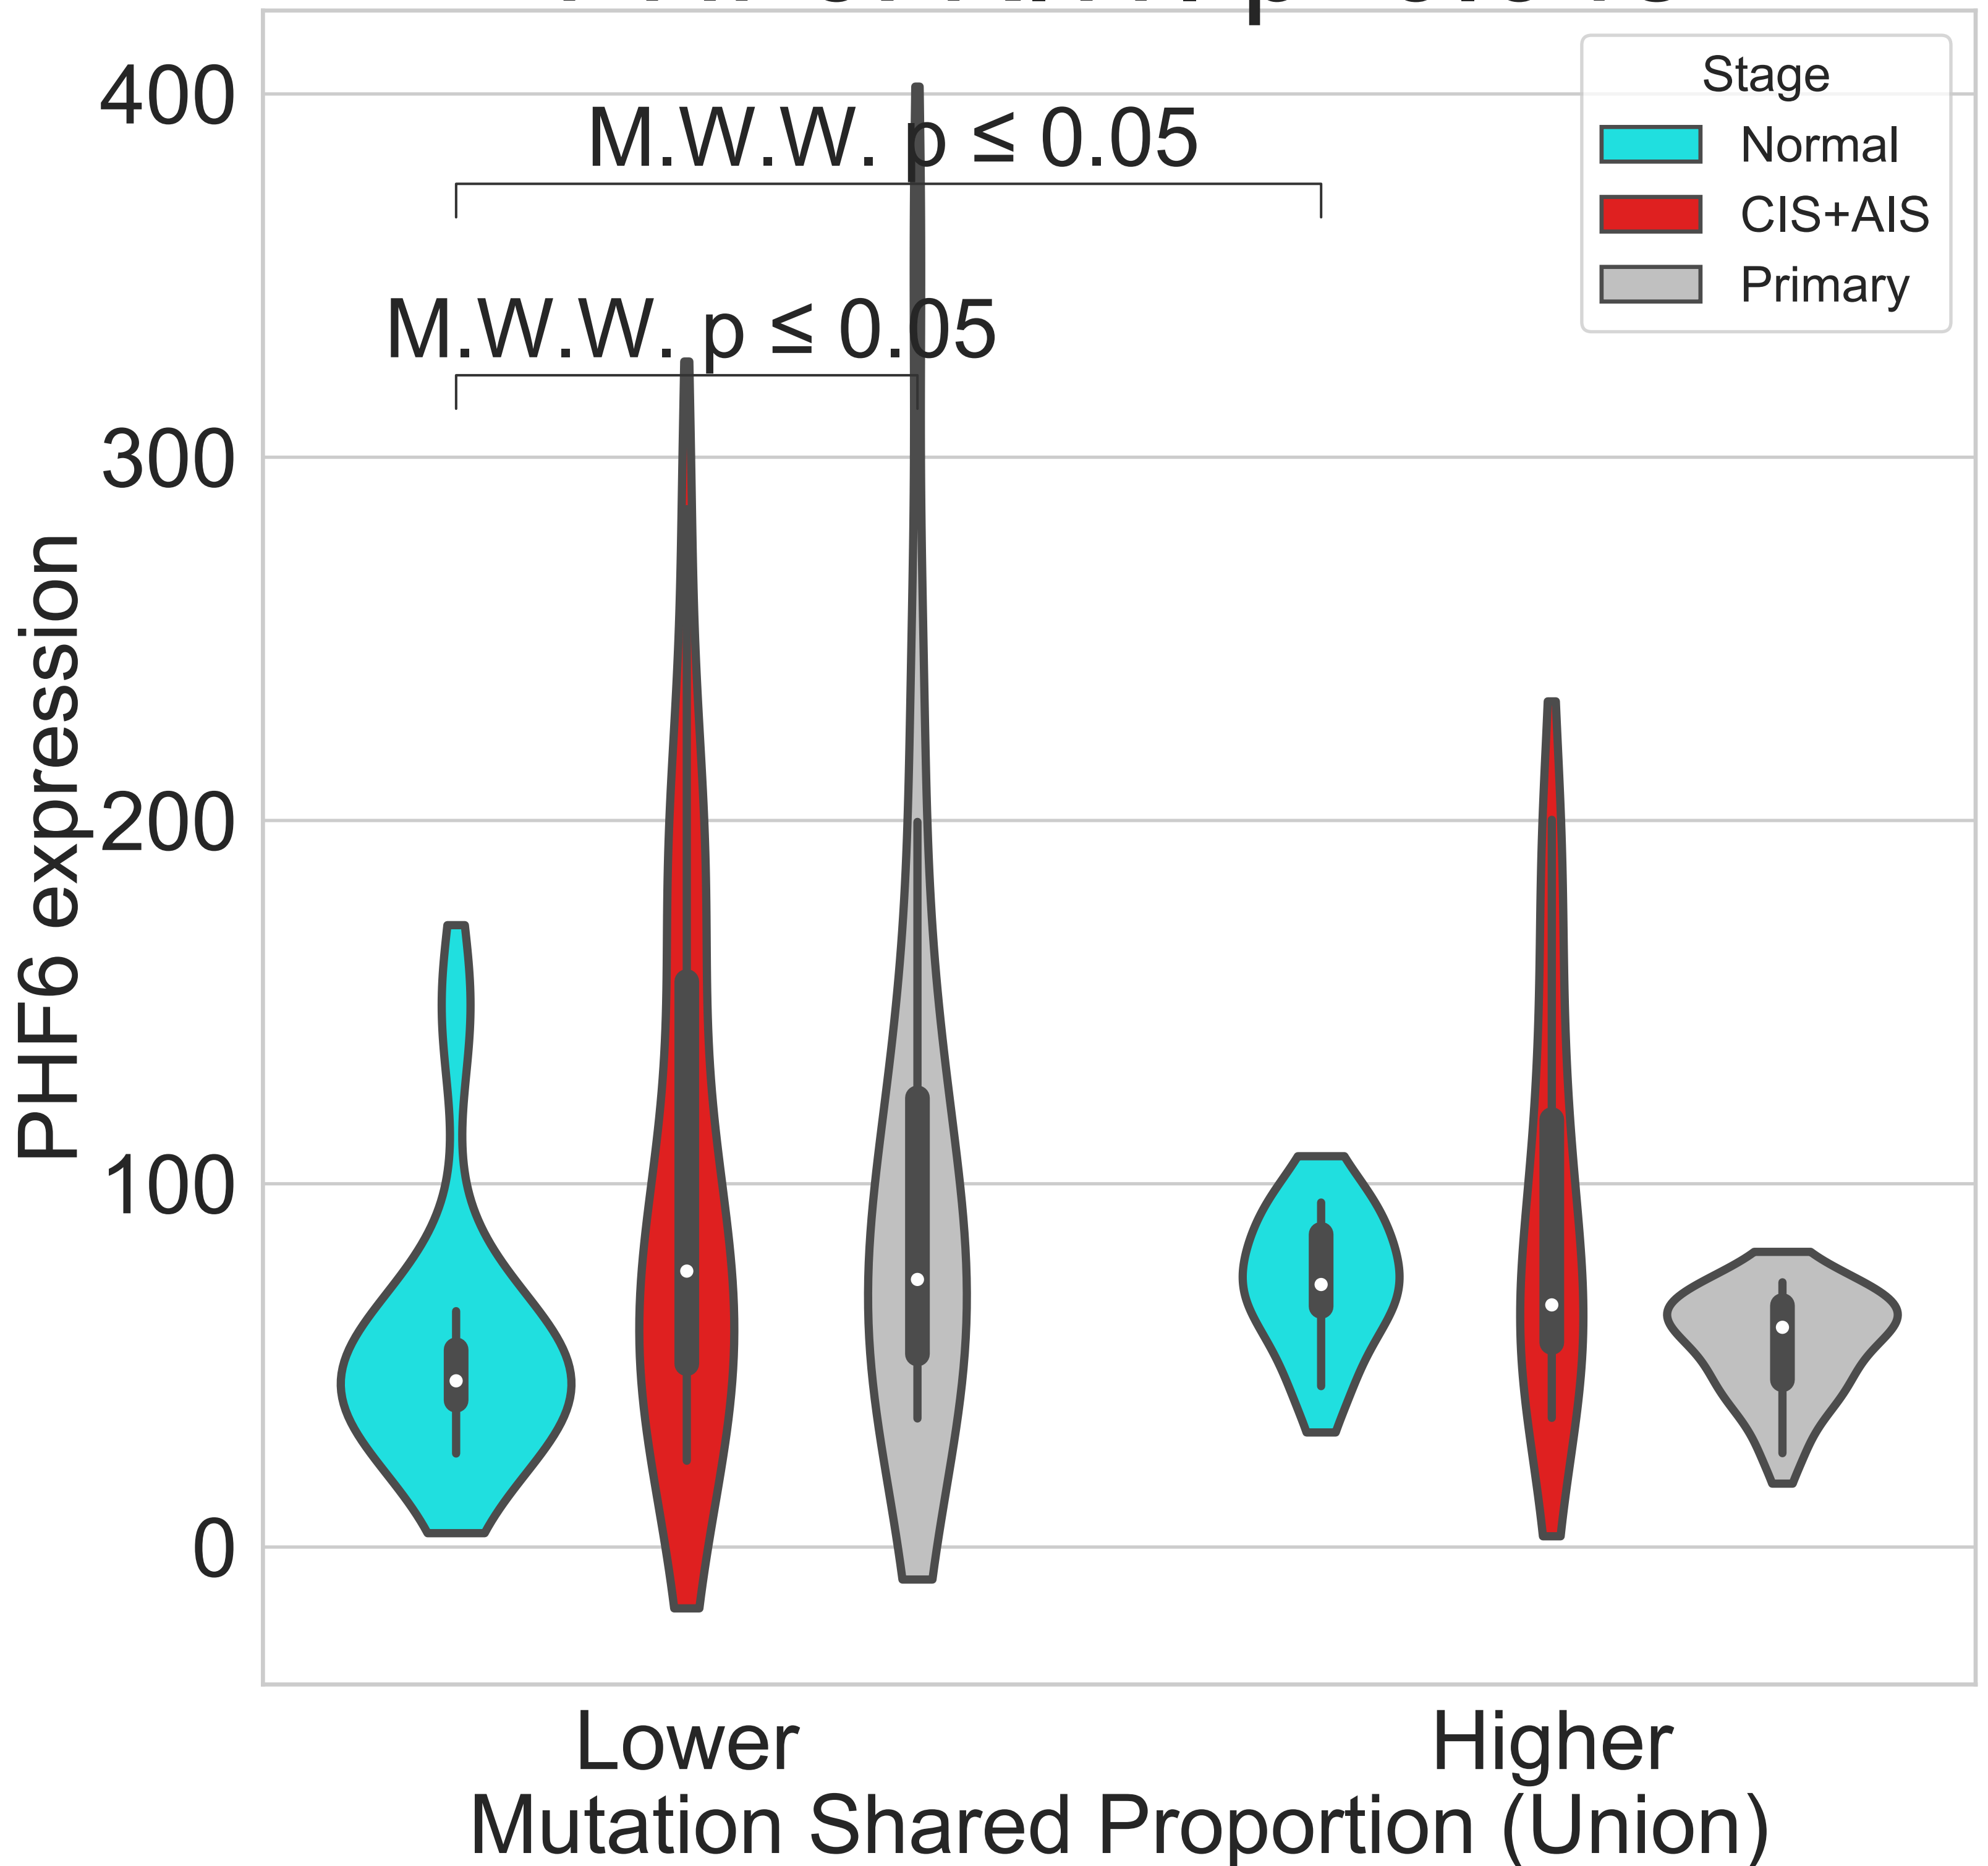 400
300
200
100
0
PHF6 expression
M.W.W. p ≤ 0.05
M.W.W. p ≤ 0.05
Stage
Normal
CIS+AIS
Primary
Lower
Higher
Mutation Shared Proportion (Union)